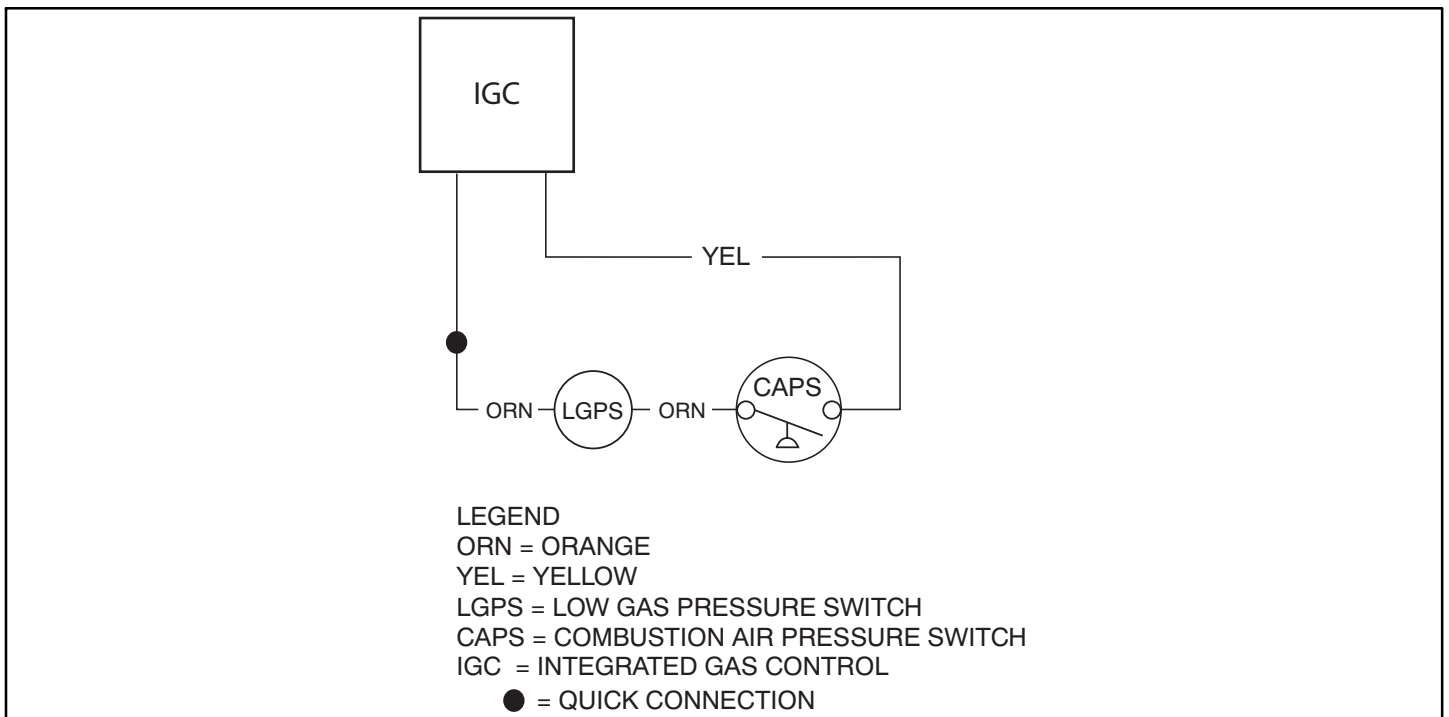 IGC
YEL
ORN LGPS ORN CAPS
LEGEND
ORN = ORANGE
YEL = YELLOW
LGPS = LOW GAS PRESSURE SWITCH
CAPS = COMBUSTION AIR PRESSURE SWITCH
IGC = INTEGRATED GAS CONTROL
= QUICK CONNECTION